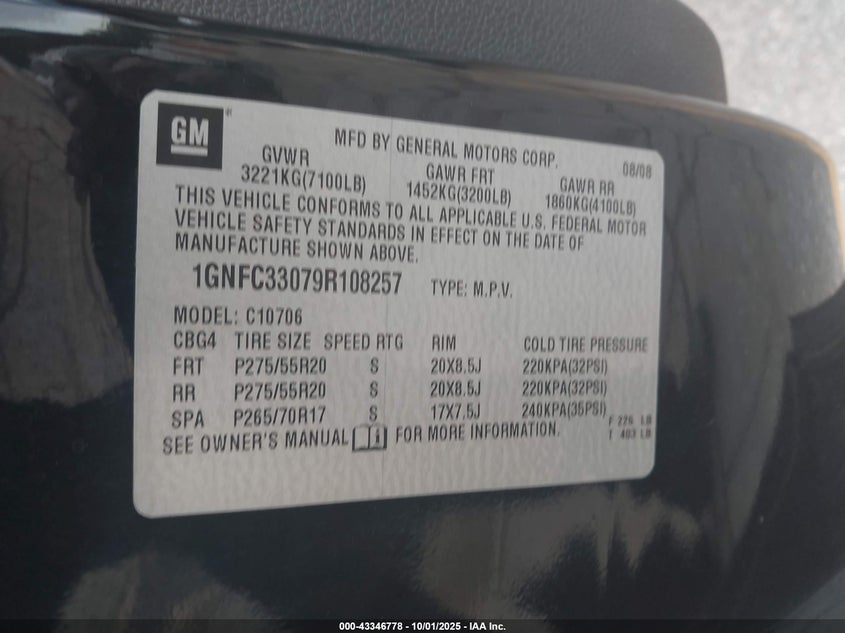 GM
MFD BY GENERAL MOTORS CORP. 08/08
GVWR GAWR FRT GAWR RR
3221KG(7100LB) 1452KG(3200LB) 1860KG(4100LB)
THIS VEHICLE CONFORMS TO ALL APPLICABLE U.S. FEDERAL MOTOR
VEHICLE SAFETY STANDARDS IN EFFECT ON THE DATE OF
MANUFACTURE SHOWN ABOVE.
1GNFC33079R108257 TYPE: M.P.V.
MODEL: C10706
CBG4 TIRE SIZE SPEED RTG RIM COLD TIRE PRESSURE
FRT P275/55R20 S 20X8.5J 220KPA(32PSI)
RR P275/55R20 S 20X8.5J 220KPA(32PSI)
SPA P265/70R17 S 17X7.5J 240KPA(35PSI)
F 226 LB
T 403 LB
SEE OWNER'S MANUAL FOR MORE INFORMATION.
000-43346778 - 10/01/2025 - IAA Inc.